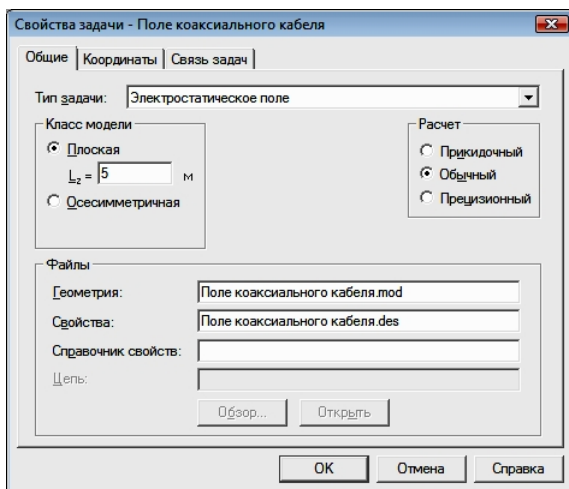 Свойства задачи - Поле коаксиального кабеля
Общие Координаты Связь задач
Тип задачи: Электростатическое поле
Класс модели
Плоская
Lz = 5 м
Осесимметричная
Расчет
Прикидочный
Обычный
Прецизионный
Файлы
Геометрия: Поле коаксиального кабеля.mod
Свойства: Поле коаксиального кабеля.des
Справочник свойств:
Цепь:
Обзор... Открыть
OK Отмена Справка